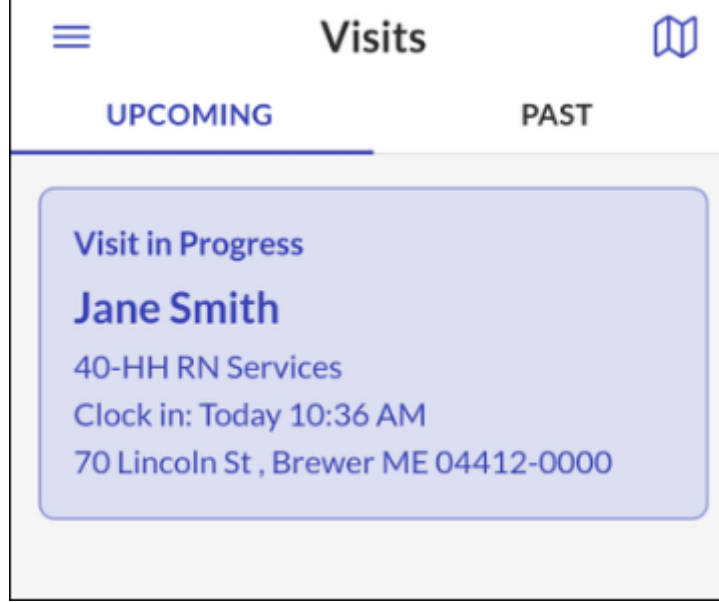 Visits
UPCOMING
PAST
Visit in Progress
Jane Smith
40-HH RN Services
Clock in: Today 10:36 AM
70 Lincoln St , Brewer ME 04412-0000